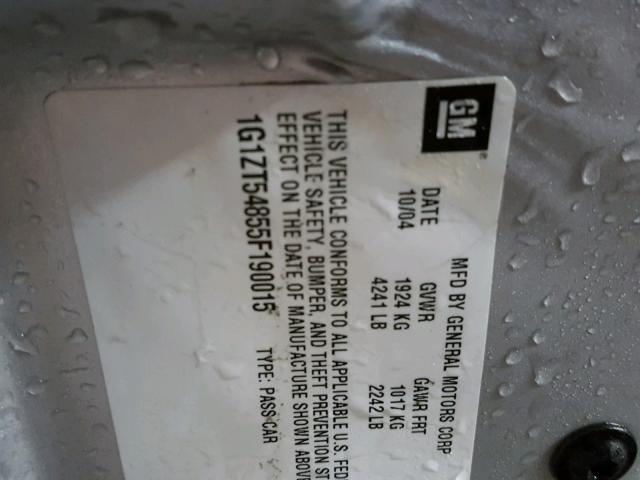 GM
MFD BY GENERAL MOTORS CORP
DATE GVWR GAWR FRT
10/04 1924 KG 1017 KG
4241 LB 2242 LB
THIS VEHICLE CONFORMS TO ALL APPLICABLE U.S. FED
VEHICLE SAFETY, BUMPER, AND THEFT PREVENTION ST
EFFECT ON THE DATE OF MANUFACTURE SHOWN ABOVE
1G1ZT54855F190015 TYPE: PASS CAR